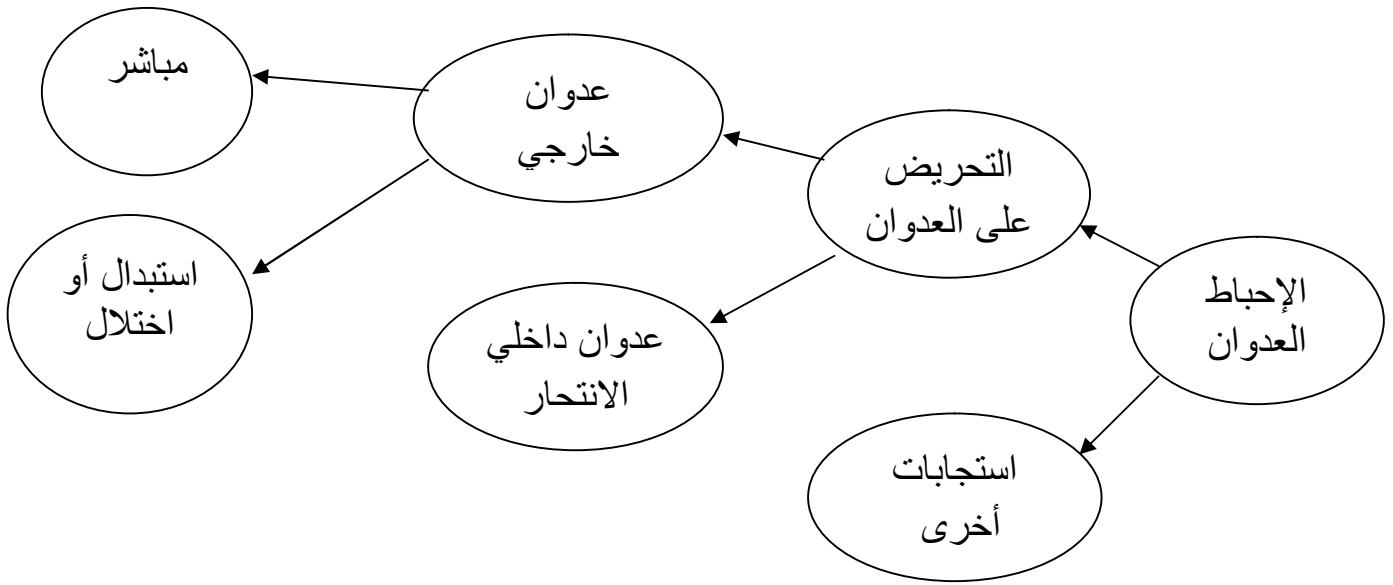 الإحباط
العدوان
التحريض
على العدوان
استجابات
أخرى
عدوان
خارجي
عدوان داخلي
الانتحار
مباشر
استبدال أو
اختلال